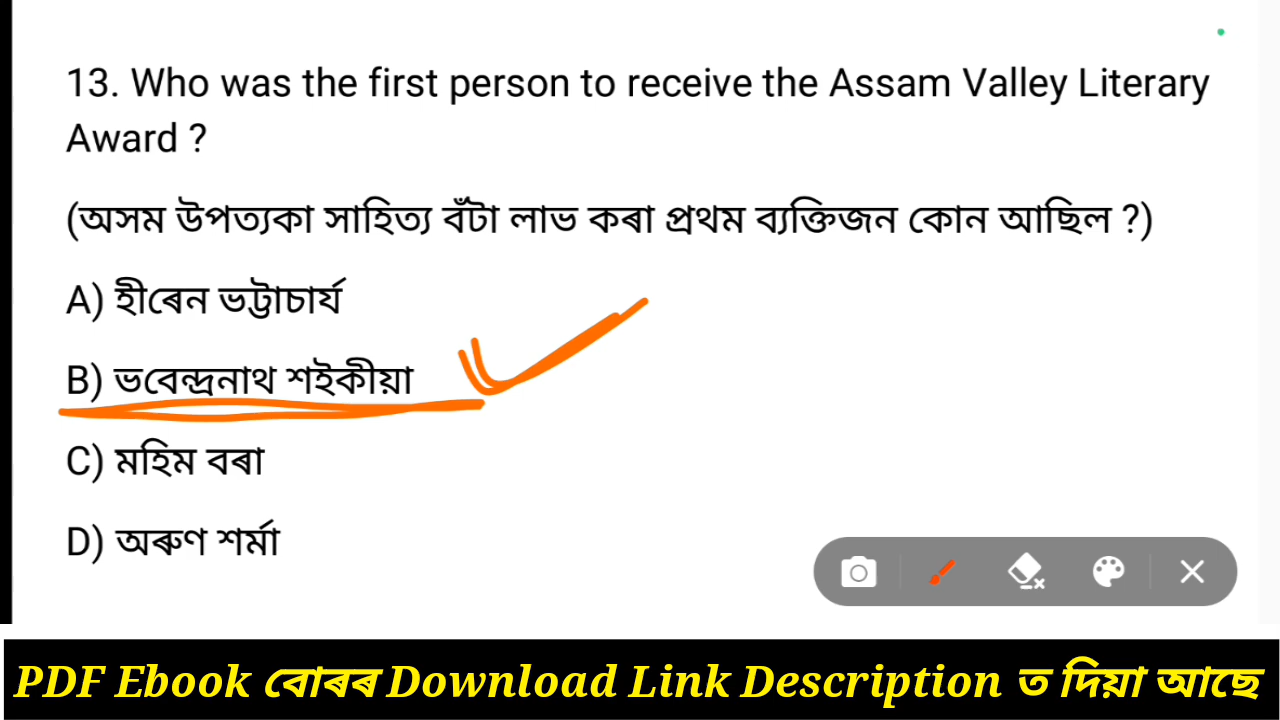 13. Who was the first person to receive the Assam Valley Literary
Award ?
(অসম উপত্যকা সাহিত্য বঁটা লাভ কৰা প্ৰথম ব্যক্তিজন কোন আছিল ?)
A) হীৰেন ভট্টাচাৰ্য
B) ভবেন্দ্ৰনাথ শইকীয়া
C) মহিম বৰা
D) অৰুণ শৰ্মা
PDF Ebook বোৰৰ Download Link Description ত দিয়া আছে